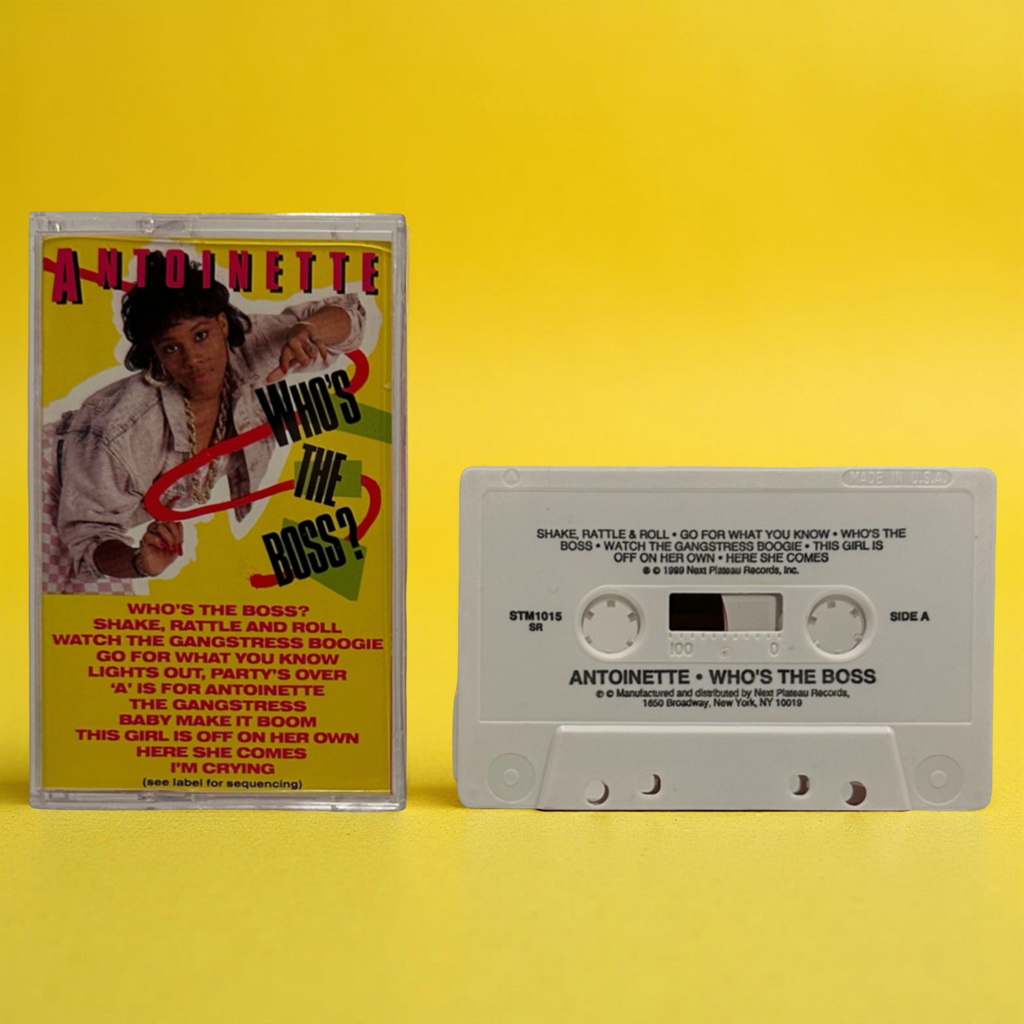 ANTOINETTE
WHO'S
THE
BOSS?
WHO'S THE BOSS?
SHAKE, RATTLE AND ROLL
WATCH THE GANGSTRESS BOOGIE
GO FOR WHAT YOU KNOW
LIGHTS OUT, PARTY'S OVER
'A' IS FOR ANTOINETTE
THE GANGSTRESS
BABY MAKE IT BOOM
THIS GIRL IS OFF ON HER OWN
HERE SHE COMES
I'M CRYING
(see label for sequencing)
MADE IN U.S.A.
SHAKE, RATTLE & ROLL • GO FOR WHAT YOU KNOW • WHO'S THE
BOSS • WATCH THE GANGSTRESS BOOGIE • THIS GIRL IS
OFF ON HER OWN • HERE SHE COMES
℗ © 1989 Next Plateau Records, Inc.
STM1015
SR
SIDE A
100 0
ANTOINETTE • WHO'S THE BOSS
℗ © Manufactured and distributed by Next Plateau Records,
1650 Broadway, New York, NY 10019